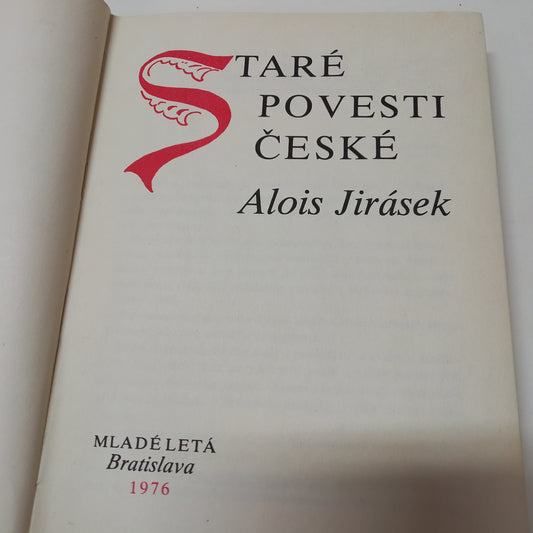 STARÉ
POVESTI
ČESKÉ
Alois Jirásek
MLADÉ LETÁ
Bratislava
1976